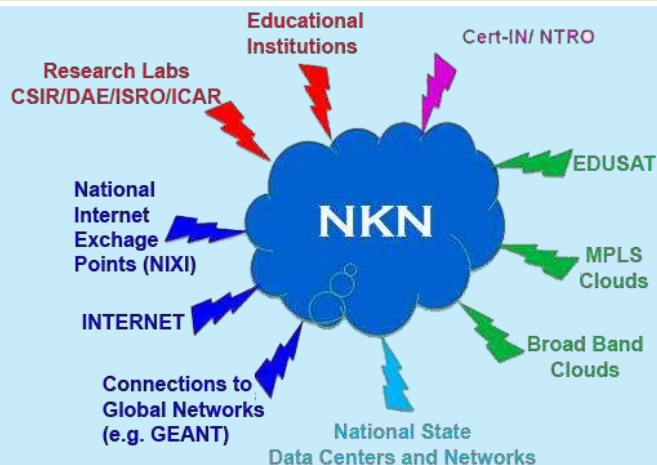 Educational
Institutions
Cert-IN/ NTRO
Research Labs
CSIR/DAE/ISRO/ICAR
EDUSAT
National
Internet
Exchage
Points (NIXI)
NKN
MPLS
Clouds
INTERNET
Broad Band
Clouds
Connections to
Global Networks
(e.g. GEANT)
National State
Data Centers and Networks